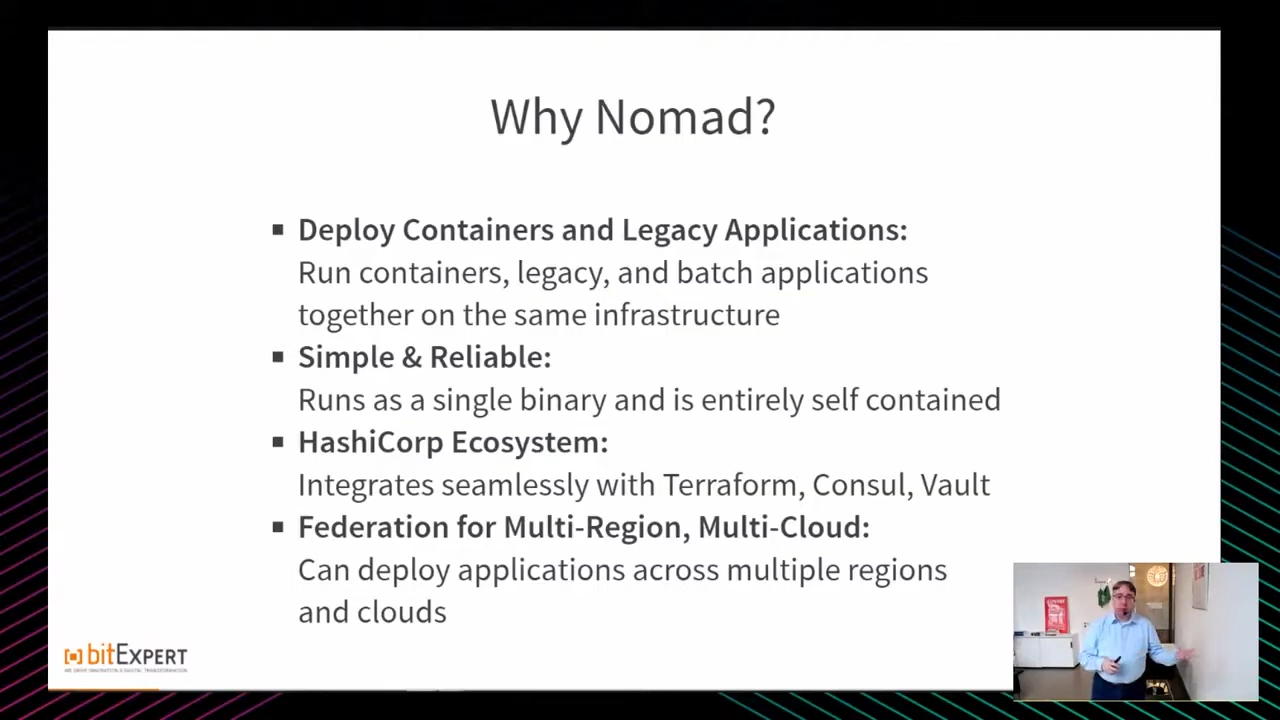 Why Nomad?
▪ Deploy Containers and Legacy Applications:
Run containers, legacy, and batch applications
together on the same infrastructure
▪ Simple & Reliable:
Runs as a single binary and is entirely self contained
▪ HashiCorp Ecosystem:
Integrates seamlessly with Terraform, Consul, Vault
▪ Federation for Multi-Region, Multi-Cloud:
Can deploy applications across multiple regions
and clouds
bitExpert